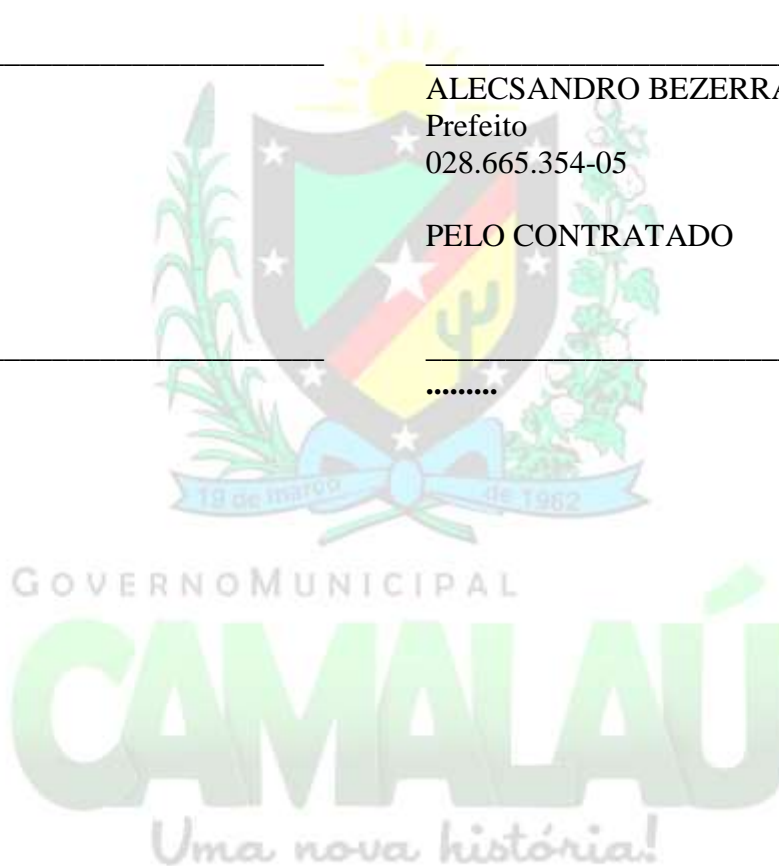 ALECSANDRO BEZERRA
Prefeito
028.665.354-05
PELO CONTRATADO
.........
19 de março de 1962
GOVERNO MUNICIPAL
CAMALAÚ
Uma nova história!